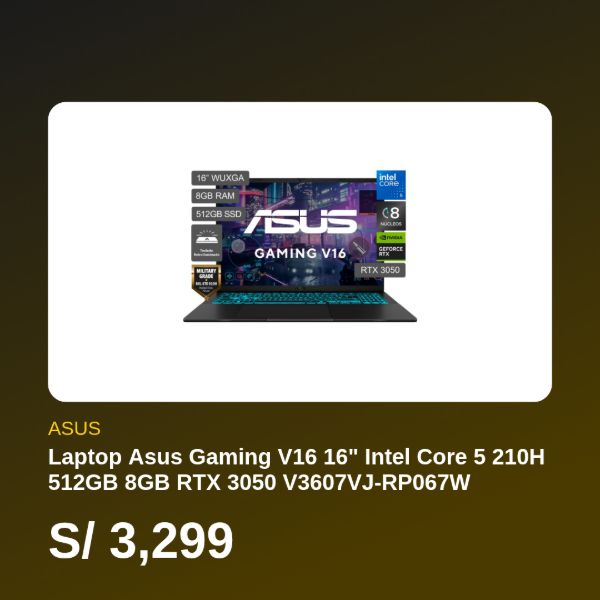 16" WUXGA
8GB RAM
512GB SSD
MILITARY
GRADE
ASUS
GAMING V16
intel
CORE
8
NÚCLEOS
NVIDIA
GEFORCE
RTX
RTX 3050
ASUS
Laptop Asus Gaming V16 16" Intel Core 5 210H
512GB 8GB RTX 3050 V3607VJ-RP067W
S/ 3,299